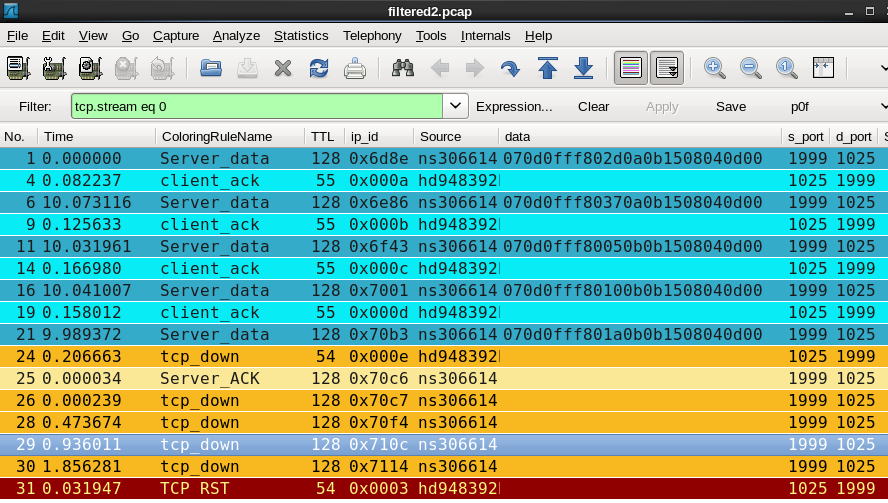 filtered2.pcap
File Edit View Go Capture Analyze Statistics Telephony Tools Internals Help
Filter: tcp.stream eq 0 Expression... Clear Apply Save p0f
No. Time ColoringRuleName TTL ip_id Source data s_port d_port S
1 0.000000 Server_data 128 0x6d8e ns306614 070d0fff802d0a0b1508040d00 1999 1025
4 0.082237 client_ack 55 0x000a hd948392 1025 1999
6 10.073116 Server_data 128 0x6e86 ns306614 070d0fff80370a0b1508040d00 1999 1025
9 0.125633 client_ack 55 0x000b hd948392 1025 1999
11 10.031961 Server_data 128 0x6f43 ns306614 070d0fff80050b0b1508040d00 1999 1025
14 0.166980 client_ack 55 0x000c hd948392 1025 1999
16 10.041007 Server_data 128 0x7001 ns306614 070d0fff80100b0b1508040d00 1999 1025
19 0.158012 client_ack 55 0x000d hd948392 1025 1999
21 9.989372 Server_data 128 0x70b3 ns306614 070d0fff801a0b0b1508040d00 1999 1025
24 0.206663 tcp_down 54 0x000e hd948392 1025 1999
25 0.000034 Server_ACK 128 0x70c6 ns306614 1999 1025
26 0.000239 tcp_down 128 0x70c7 ns306614 1999 1025
28 0.473674 tcp_down 128 0x70f4 ns306614 1999 1025
29 0.936011 tcp_down 128 0x710c ns306614 1999 1025
30 1.856281 tcp_down 128 0x7114 ns306614 1999 1025
31 0.031947 TCP RST 54 0x0003 hd948392 1025 1999